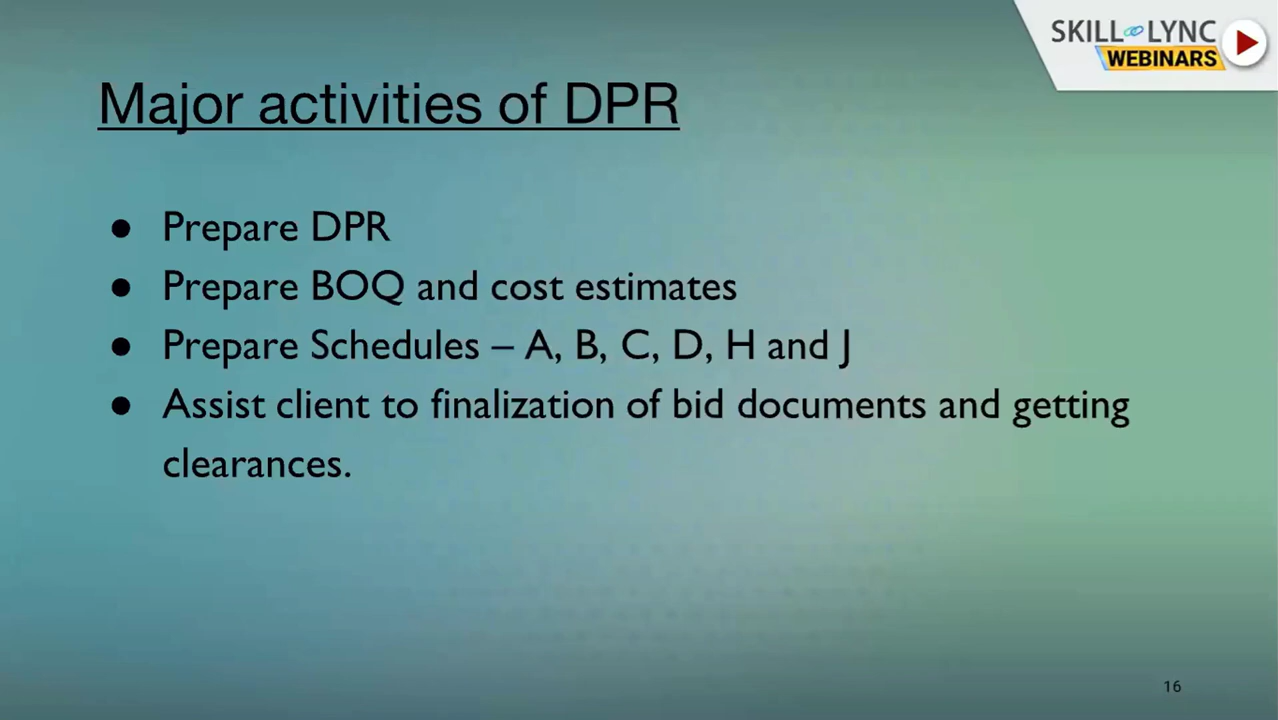 SKILL LYNC
WEBINARS
Major activities of DPR
● Prepare DPR
● Prepare BOQ and cost estimates
● Prepare Schedules – A, B, C, D, H and J
● Assist client to finalization of bid documents and getting
clearances.
16